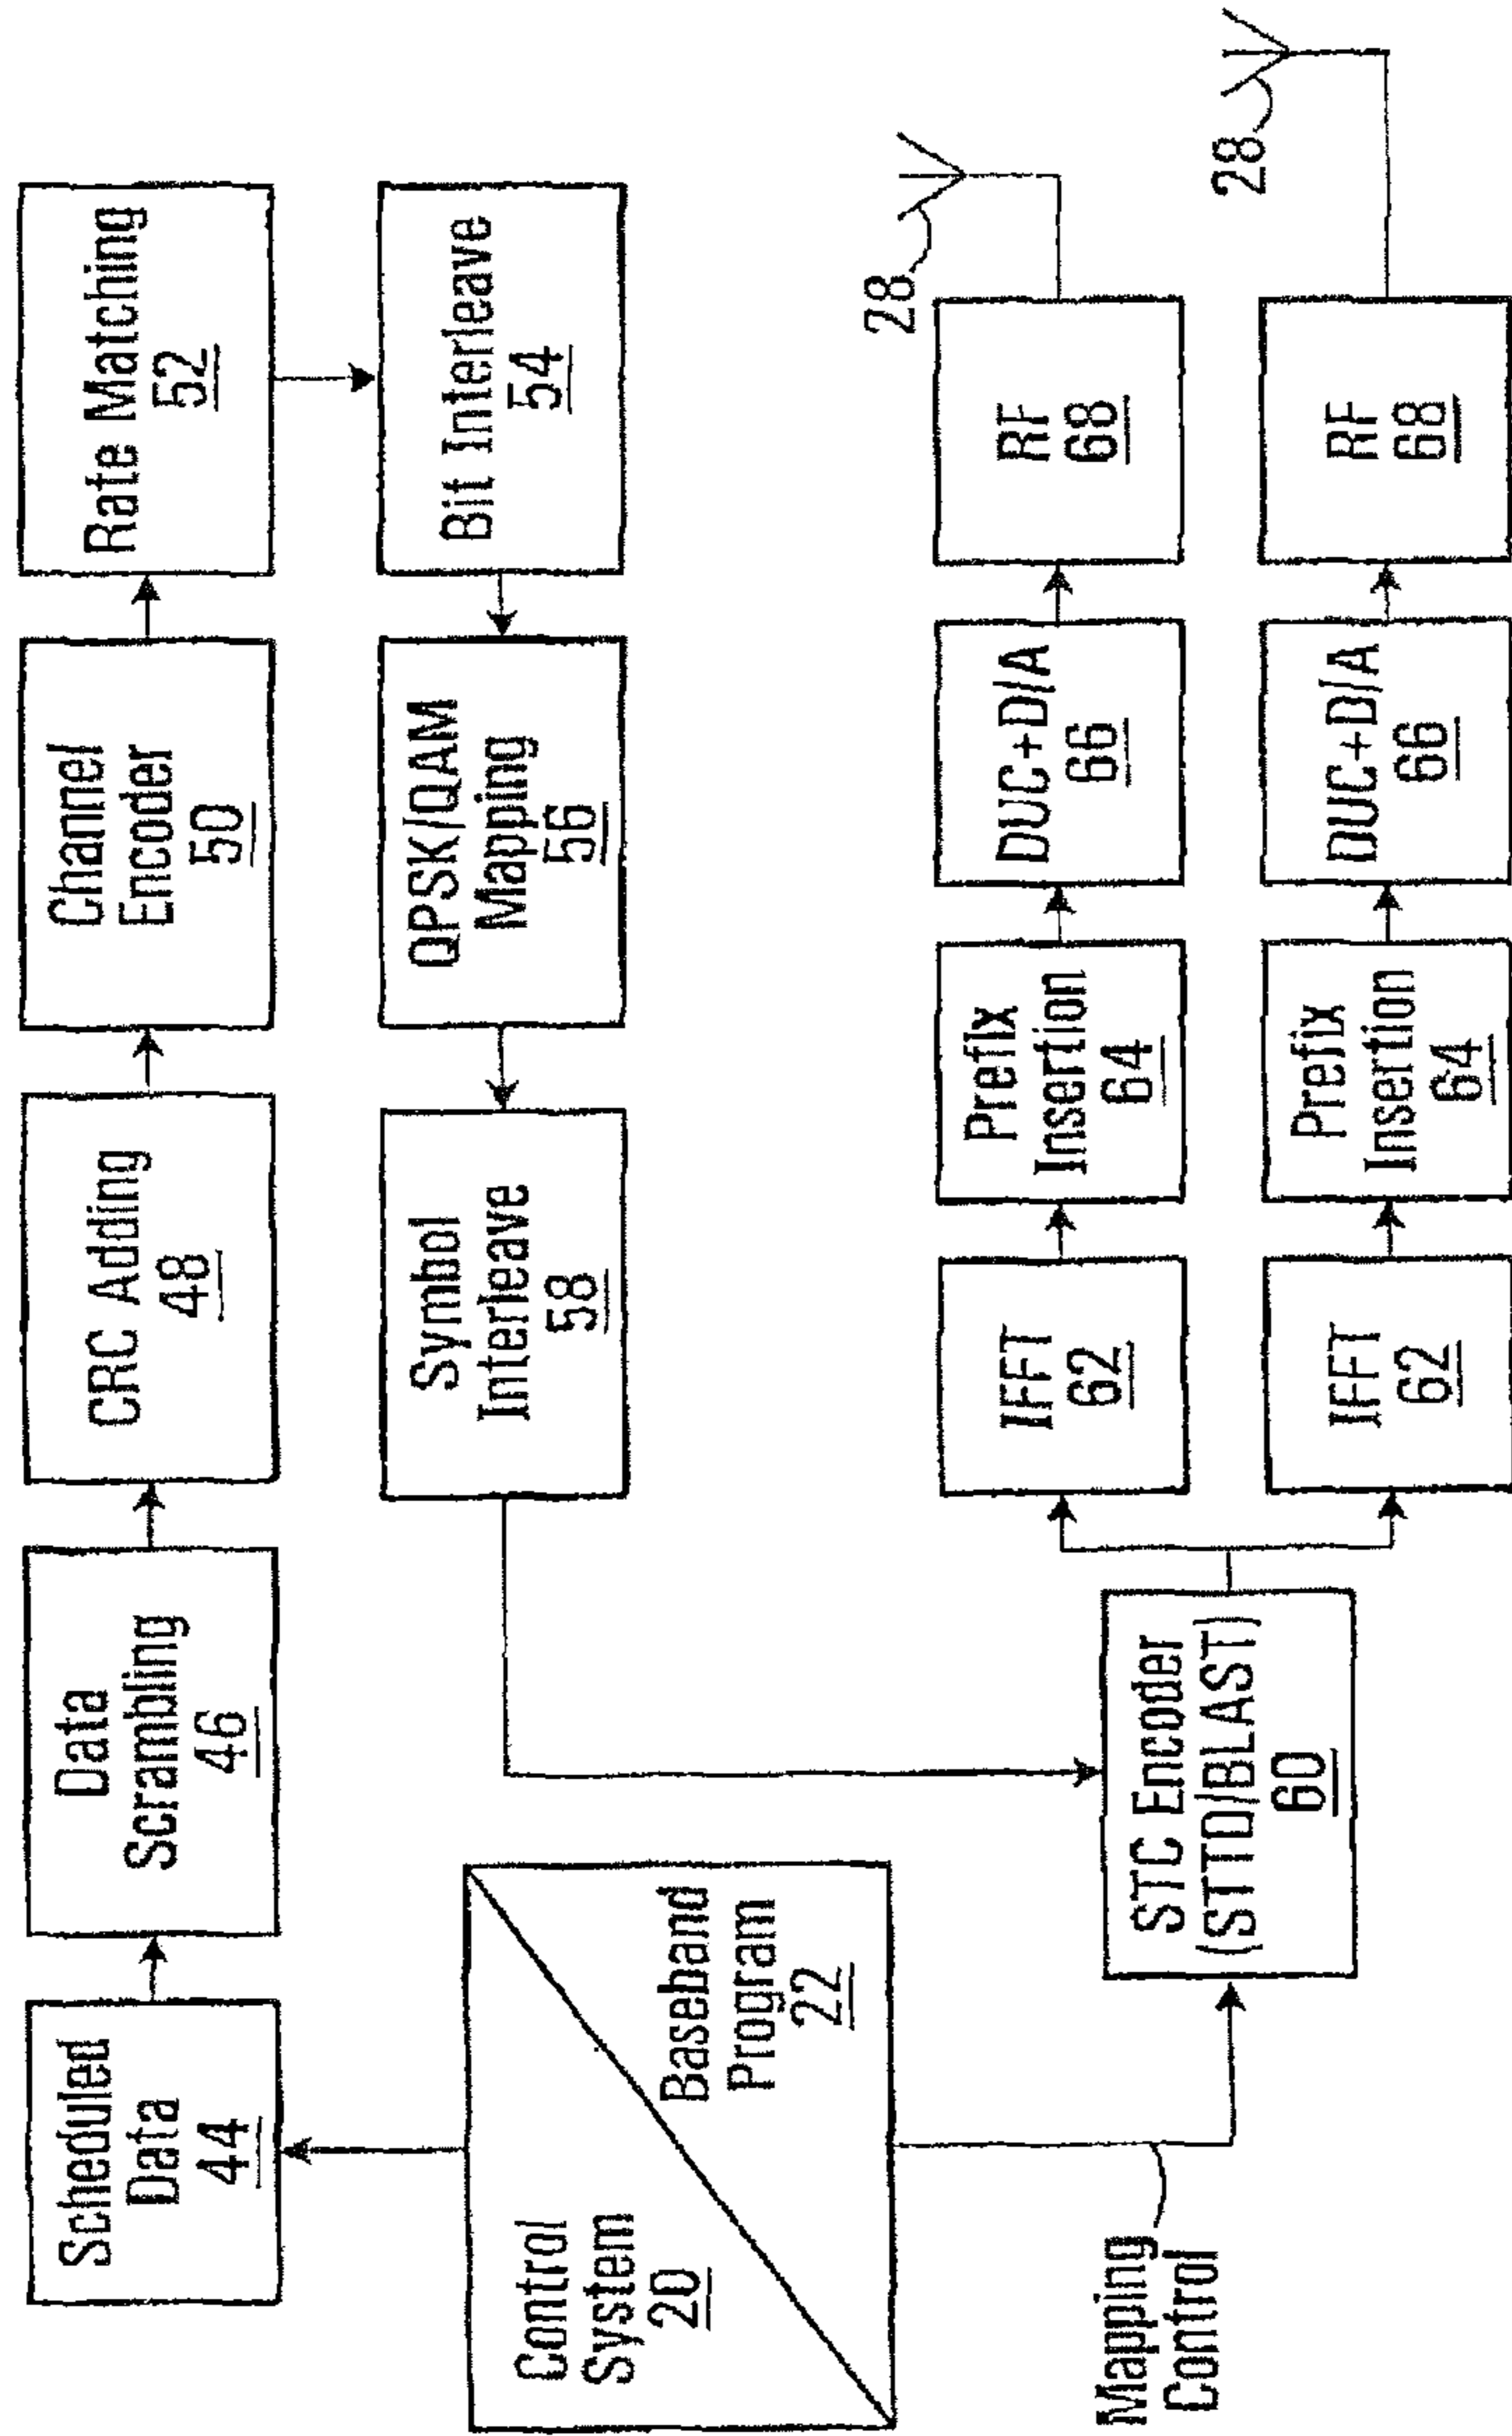 Scheduled
Data
44
Data
Scrambling
46
CRC Adding
48
Channel
Encoder
50
Rate Matching
52
Control
System
20
Baseband
Program
22
Symbol
Interleave
58
QPSK/QAM
Mapping
56
Bit Interleave
54
Mapping
Control
STC Encoder
(STTD/BLAST)
60
IFFT
62
Prefix
Insertion
64
DUC+D/A
66
RF
68
28
IFFT
62
Prefix
Insertion
64
DUC+D/A
66
RF
68
28